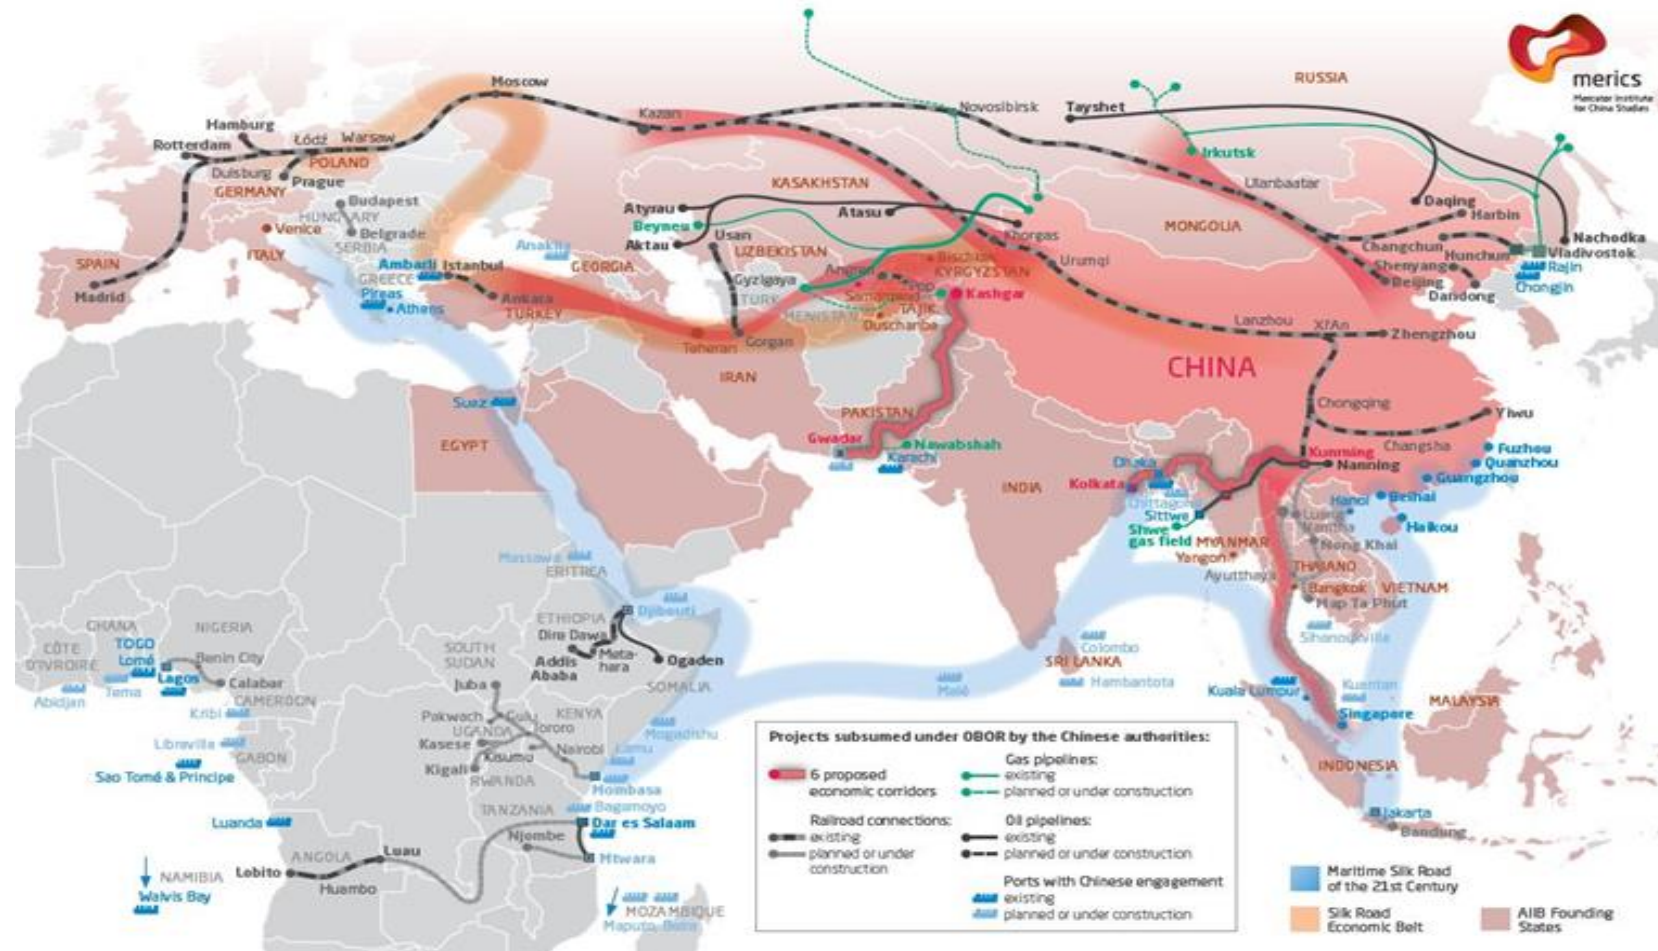 merics
Mercator Institute
for China Studies
RUSSIA
Moscow
Kazan
Novosibirsk
Tayshet
Irkutsk
Hamburg
Rotterdam
Łódź
Warsaw
POLAND
Duisburg
Prague
GERMANY
Budapest
HUNGARY
Belgrade
SERBIA
Venice
ITALY
SPAIN
Madrid
GREECE
Pireas
Athens
Ambarli
Istanbul
Ankara
TURKEY
Anaklia
GEORGIA
KASAKHSTAN
Atyrau
Beyneu
Aktau
Atasu
Usan
UZBEKISTAN
Gyzigaya
TURK
MENISTAN
Angren
Pop
Samarqand
TAJIK.
Duschanbe
Bischkek
KYRGYZSTAN
Khorgas
Kashgar
Urumqi
Teheran
Gorgan
IRAN
MONGOLIA
Ulanbaatar
Daqing
Harbin
Changchun
Hunchun
Shenyang
Beijing
Dandong
Nachodka
Vladivostok
Rajin
Chongjin
Lanzhou
Xi'An
Zhengzhou
CHINA
Chongqing
Yiwu
Changsha
Fuzhou
Quanzhou
Guangzhou
Kunming
Nanning
Hanoi
Beihai
Haikou
PAKISTAN
Gwadar
Nawabshah
Karachi
INDIA
Dhaka
Kolkata
Chittagong
Sittwe
Shwe
gas field
MYANMAR
Yangon
Nong Khai
Ayutthaya
THAILAND
Bangkok
Map Ta Phut
VIETNAM
Sihanoukville
Colombo
SRI LANKA
Hambantota
Malé
Kuala Lumpur
Kuantan
Singapore
MALAYSIA
INDONESIA
Jakarta
Bandung
Suez
EGYPT
Massawa
ERITREA
ETHIOPIA
Djibouti
Dire Dawa
Meta-
hara
Addis
Ababa
Ogaden
SOMALIA
SOUTH
SUDAN
Juba
Pakwach
Gulu
Tororo
UGANDA
KENYA
Kasese
Kisumu
Nairobi
Kigali
RWANDA
Lamu
Mogadishu
Mombasa
Bagamoyo
TANZANIA
Dar es Salaam
Njombe
Mtwara
GHANA
CÔTE
D'IVROIRE
TOGO
Lomé
Tema
Abidjan
NIGERIA
Benin City
Lagos
Calabar
CAMEROON
Kribi
Libreville
GABON
Sao Tomé & Principe
Luanda
ANGOLA
Luau
Lobito
Huambo
NAMIBIA
Walvis Bay
MOZAMBIQUE
Maputo, Beira
Projects subsumed under OBOR by the Chinese authorities:
6 proposed
economic corridors
Railroad connections:
existing
planned or under
construction
Gas pipelines:
existing
planned or under construction
Oil pipelines:
existing
planned or under construction
Ports with Chinese engagement
existing
planned or under construction
Maritime Silk Road
of the 21st Century
Silk Road
Economic Belt
AIIB Founding
States